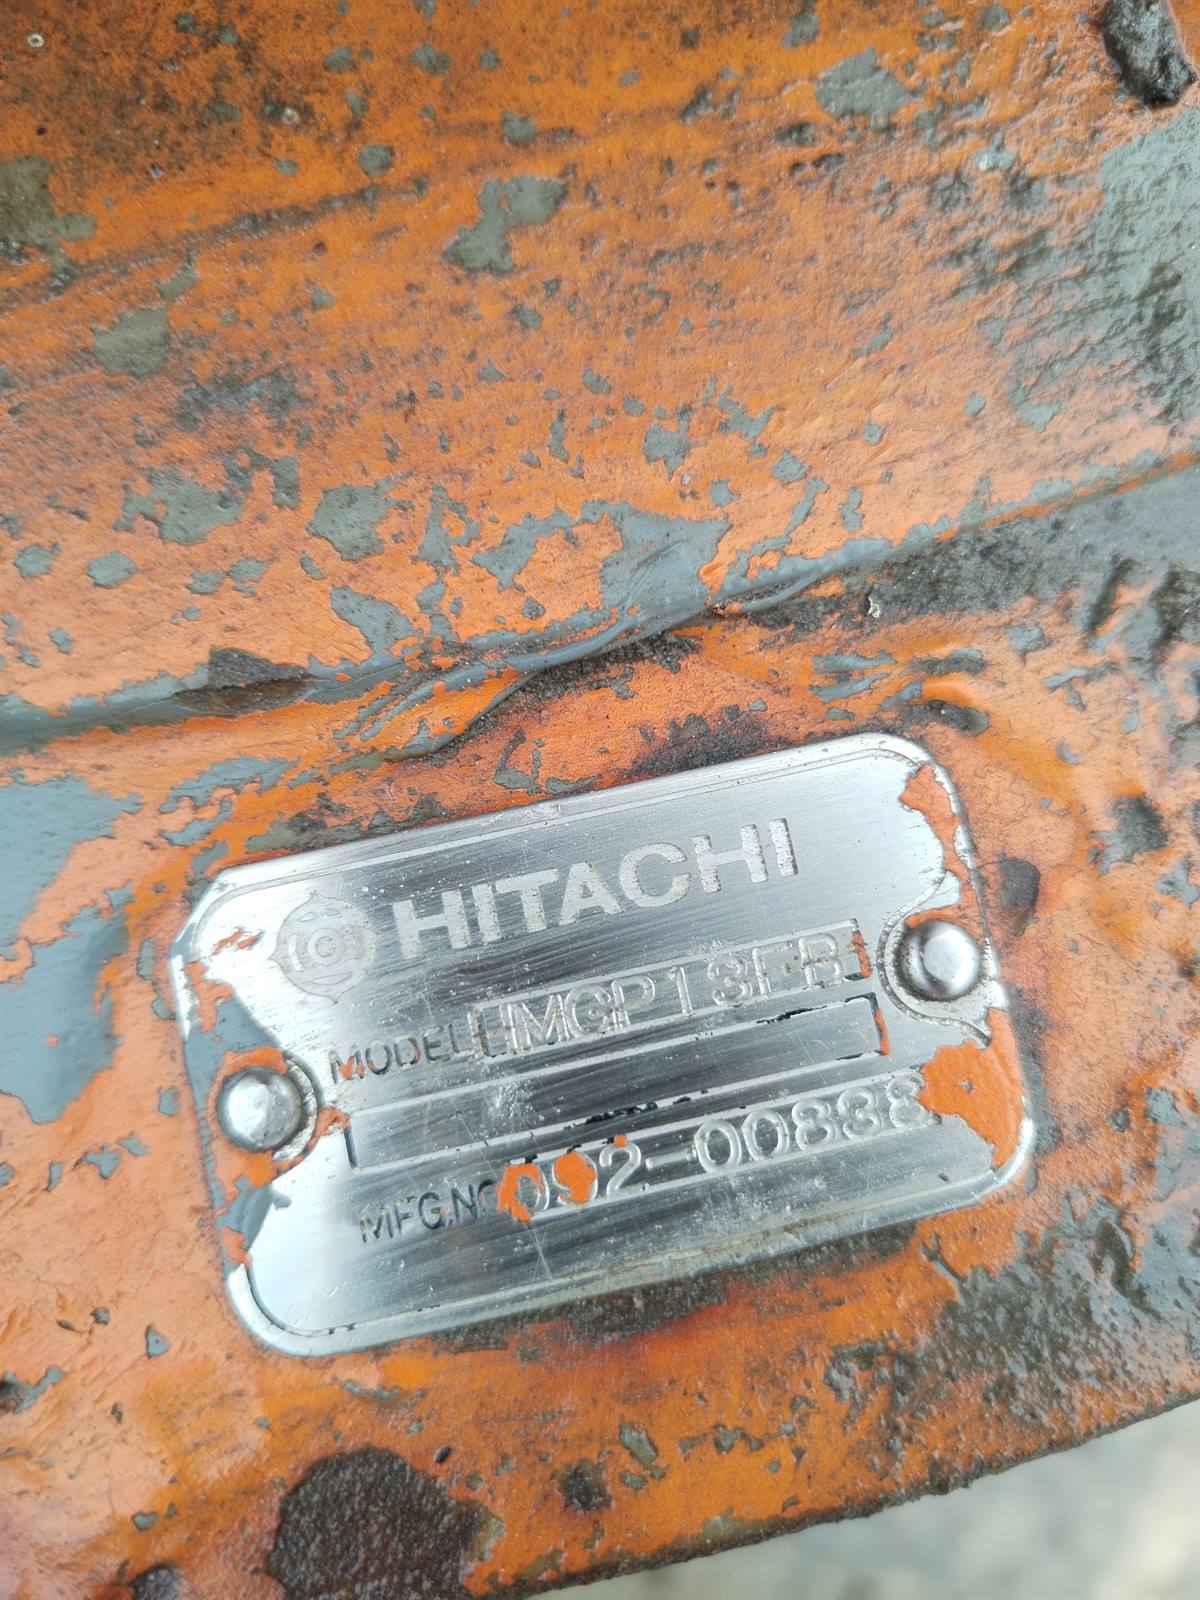 HITACHI
MODEL HMGP13FB
MFG.NO 092-00838